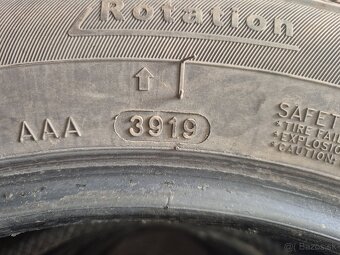 Rotation
AAA
3919
SAFET
• TIRE FAIL
• EXPLOSIO
• CAUTION:
Bazos.sk